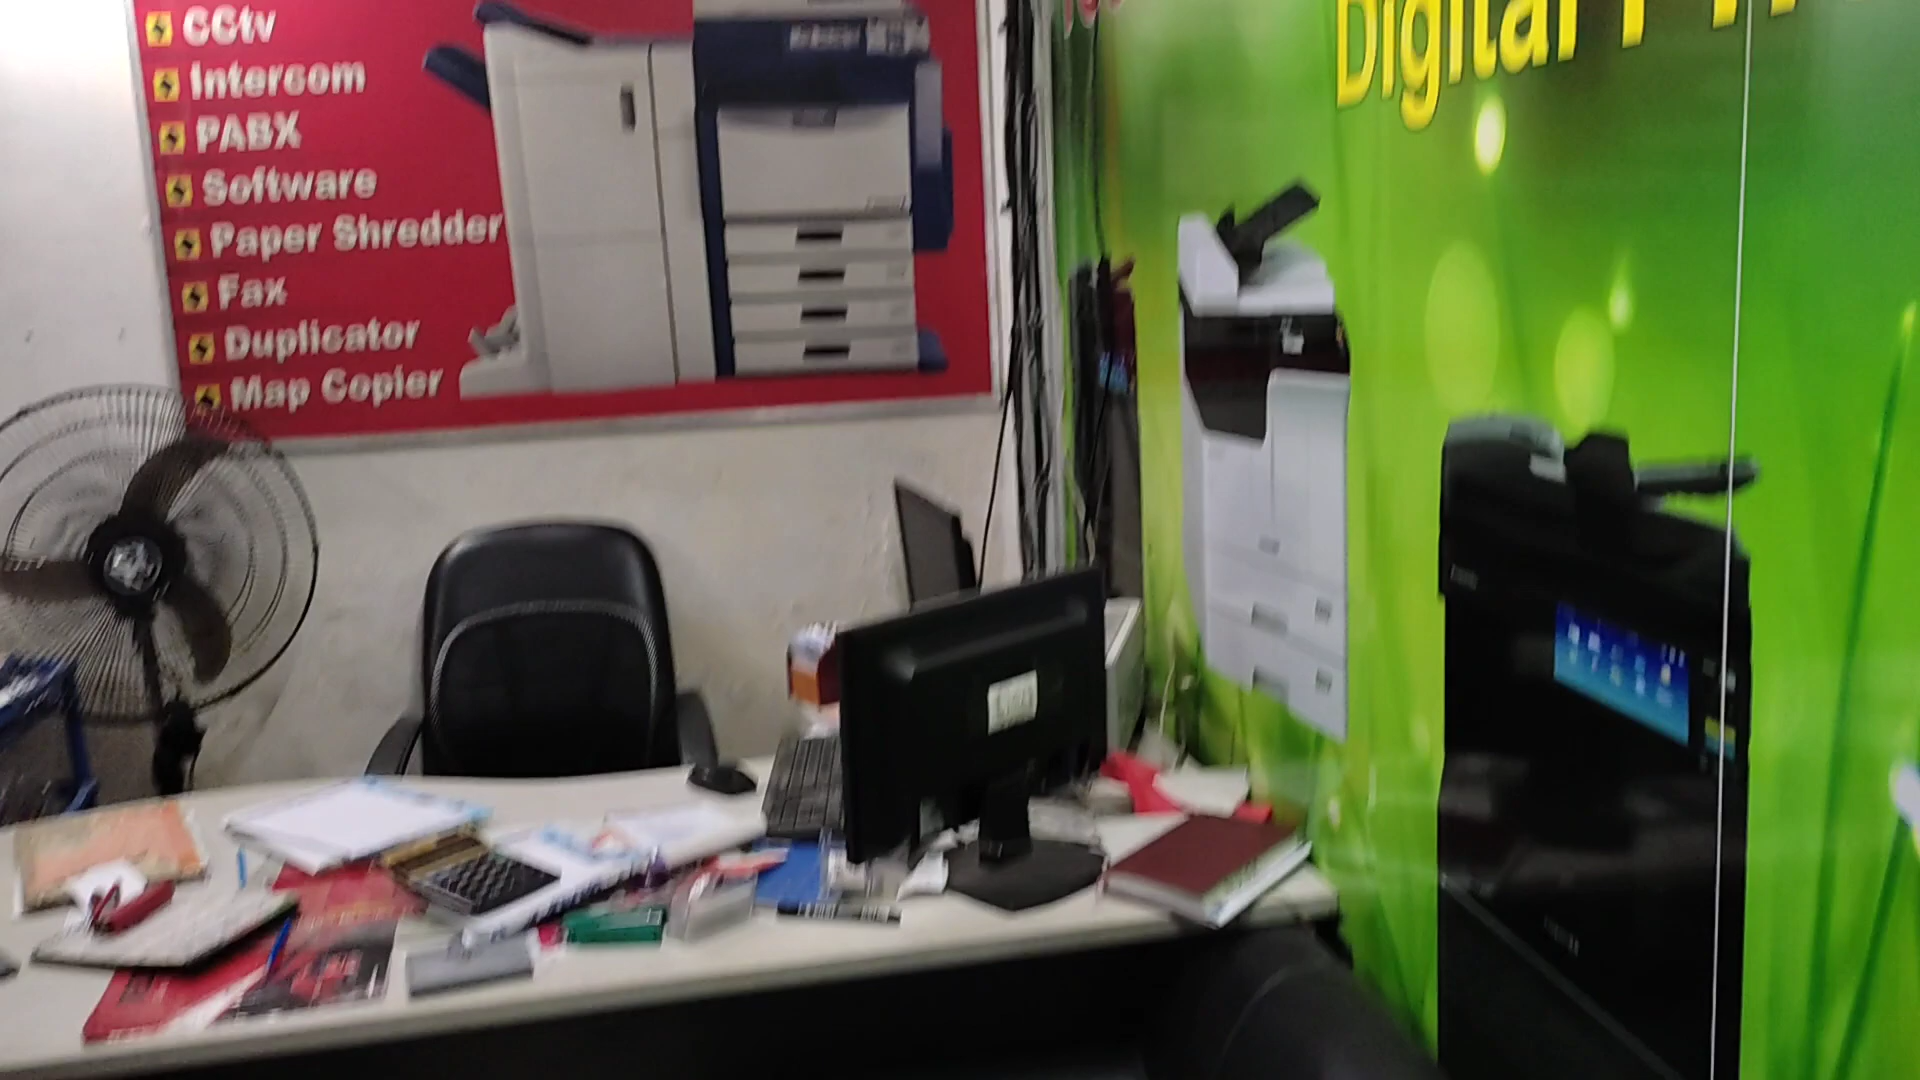 CCtv
Intercom
PABX
Software
Paper Shredder
Fax
Duplicator
Map Copier
Digital